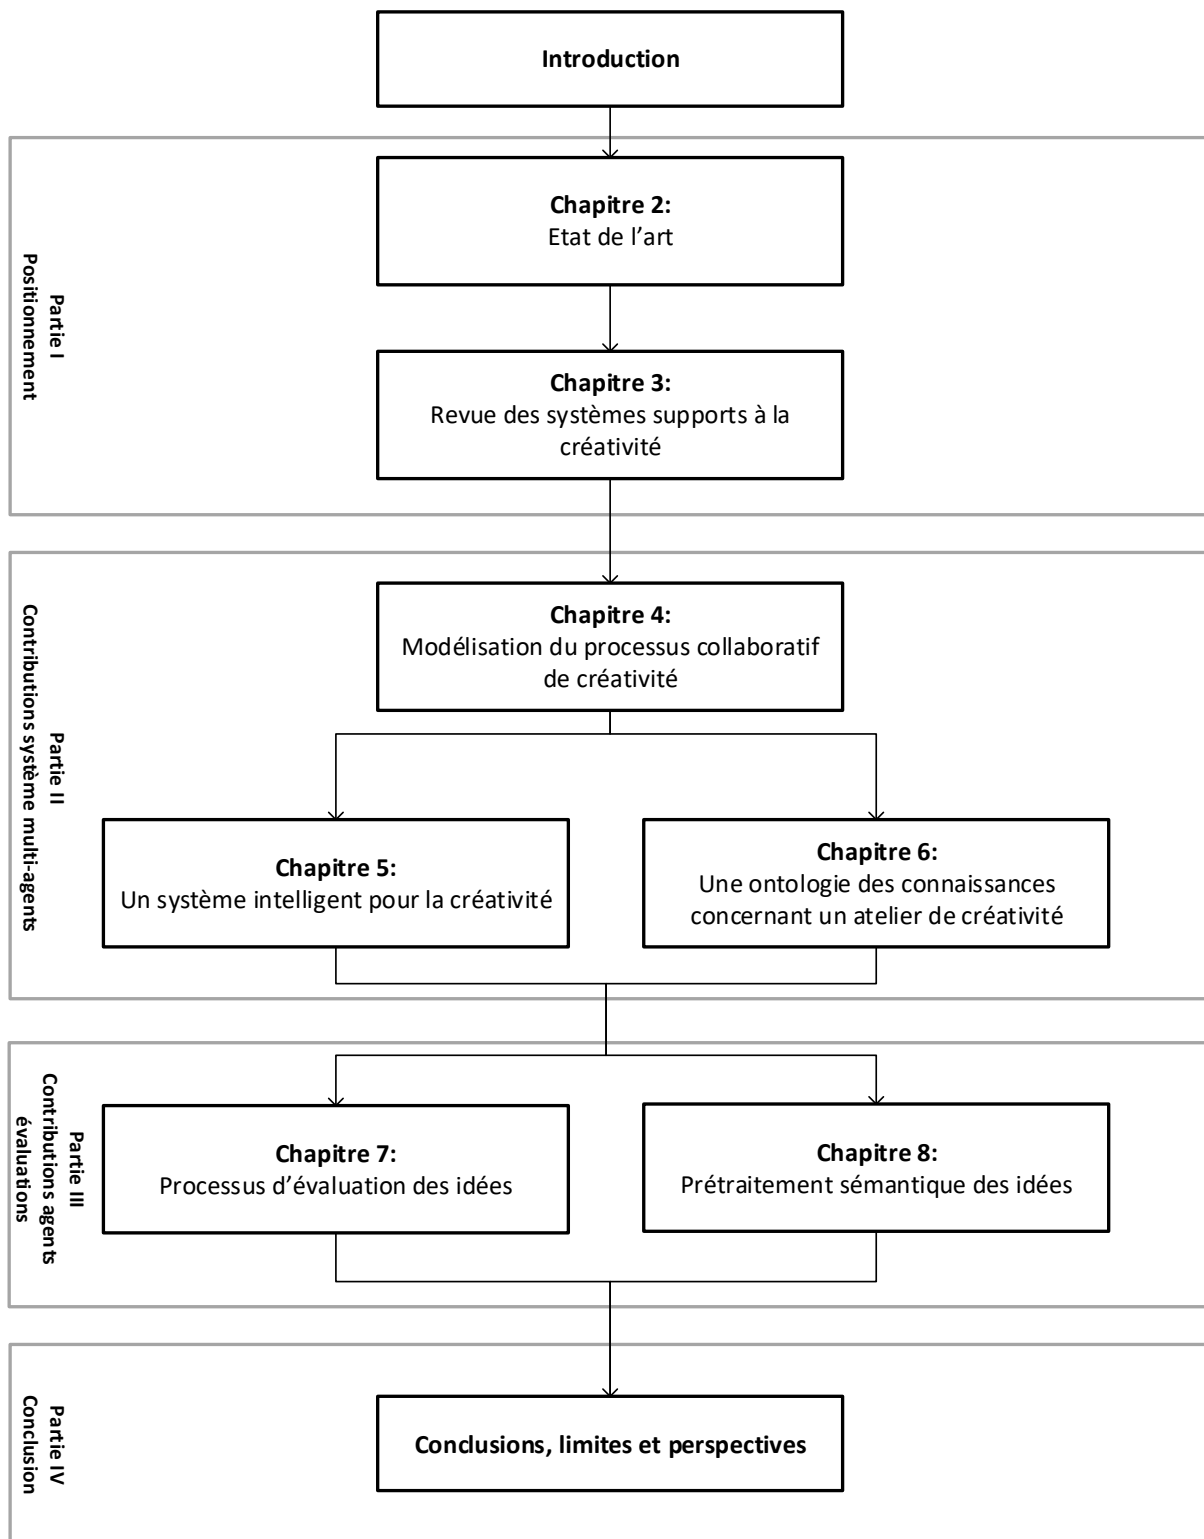 Introduction
Partie I
Positionnement
Chapitre 2:
Etat de l’art
Chapitre 3:
Revue des systèmes supports à la
créativité
Partie II
Contributions système multi-agents
Chapitre 4:
Modélisation du processus collaboratif
de créativité
Chapitre 5:
Un système intelligent pour la créativité
Chapitre 6:
Une ontologie des connaissances
concernant un atelier de créativité
Partie III
Contributions agents
évaluations
Chapitre 7:
Processus d’évaluation des idées
Chapitre 8:
Prétraitement sémantique des idées
Partie IV
Conclusion
Conclusions, limites et perspectives